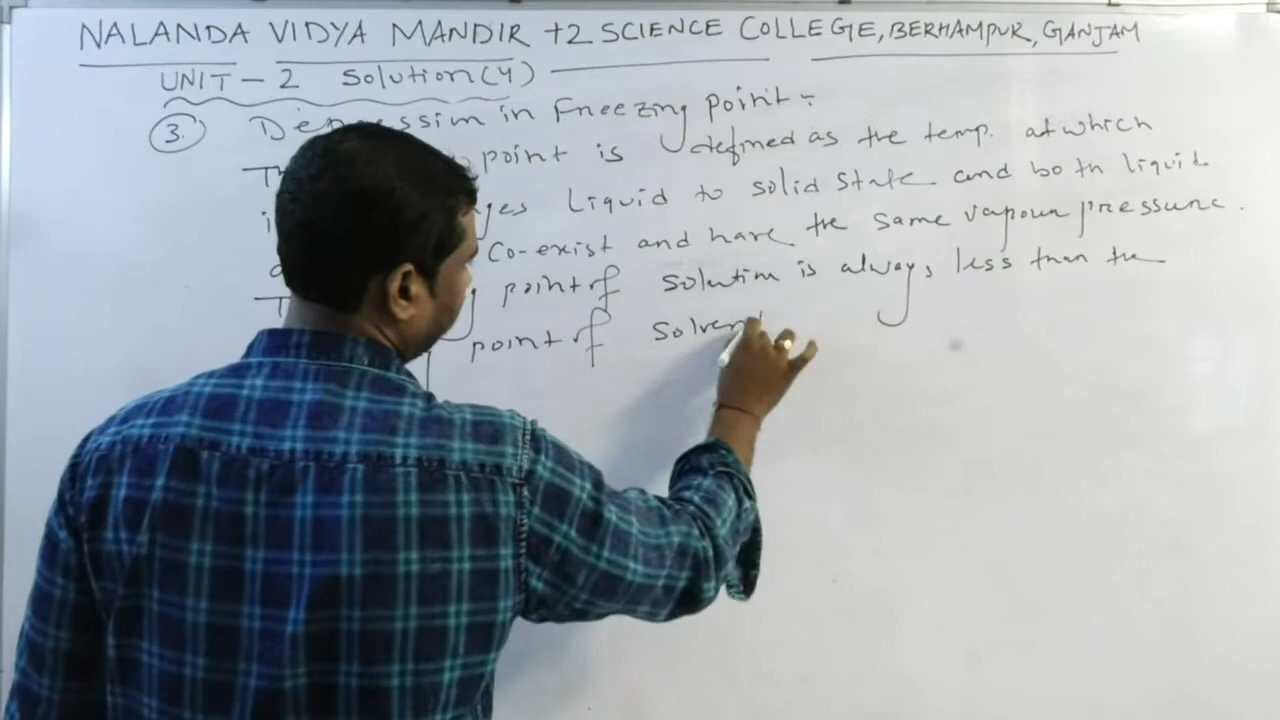 NALANDA VIDYA MANDIR +2 SCIENCE COLLEGE, BERHAMPUR, GANJAM
UNIT - 2 Solution (4)
3. Depression in Freezing point :-
point is defined as the temp. at which
liquid to solid state and both liquid
Co-exist and have the same vapour pressure.
point of solution is always less than the
point of solvent